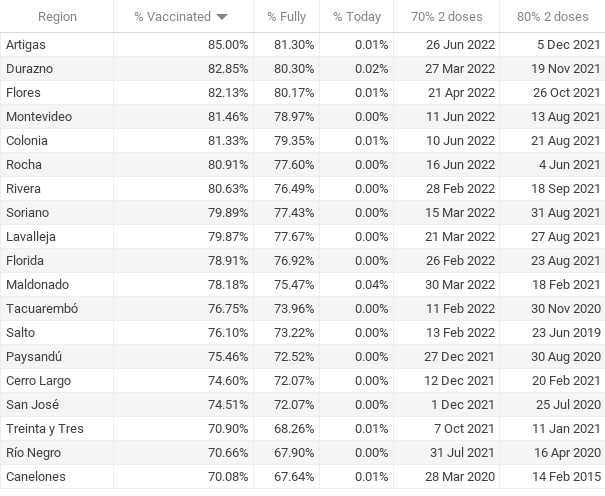 Region % Vaccinated % Fully % Today 70% 2 doses 80% 2 doses
Artigas 85.00% 81.30% 0.01% 26 Jun 2022 5 Dec 2021
Durazno 82.85% 80.30% 0.02% 27 Mar 2022 19 Nov 2021
Flores 82.13% 80.17% 0.01% 21 Apr 2022 26 Oct 2021
Montevideo 81.46% 78.97% 0.00% 11 Jun 2022 13 Aug 2021
Colonia 81.33% 79.35% 0.01% 10 Jun 2022 21 Aug 2021
Rocha 80.91% 77.60% 0.00% 16 Jun 2022 4 Jun 2021
Rivera 80.63% 76.49% 0.00% 28 Feb 2022 18 Sep 2021
Soriano 79.89% 77.43% 0.00% 15 Mar 2022 31 Aug 2021
Lavalleja 79.87% 77.67% 0.00% 21 Mar 2022 27 Aug 2021
Florida 78.91% 76.92% 0.00% 26 Feb 2022 23 Aug 2021
Maldonado 78.18% 75.47% 0.04% 30 Mar 2022 18 Feb 2021
Tacuarembó 76.75% 73.96% 0.00% 11 Feb 2022 30 Nov 2020
Salto 76.10% 73.22% 0.00% 13 Feb 2022 23 Jun 2019
Paysandú 75.46% 72.52% 0.00% 27 Dec 2021 30 Aug 2020
Cerro Largo 74.60% 72.07% 0.00% 12 Dec 2021 20 Feb 2021
San José 74.51% 72.07% 0.00% 1 Dec 2021 25 Jul 2020
Treinta y Tres 70.90% 68.26% 0.01% 7 Oct 2021 11 Jan 2021
Río Negro 70.66% 67.90% 0.00% 31 Jul 2021 16 Apr 2020
Canelones 70.08% 67.64% 0.01% 28 Mar 2020 14 Feb 2015